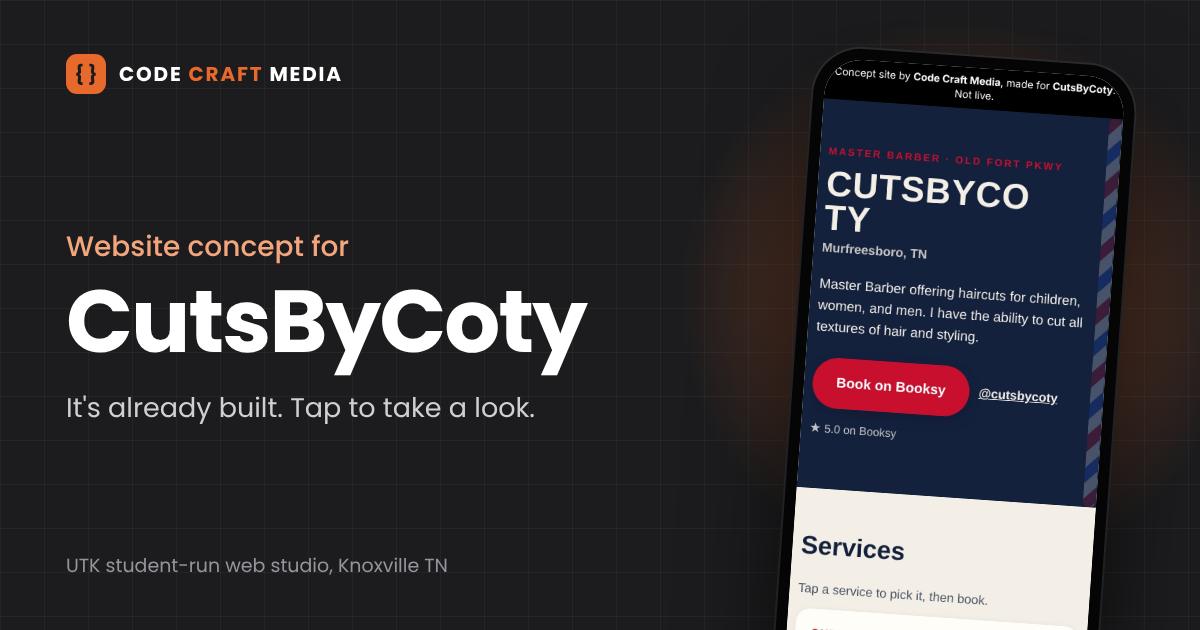 { } CODE CRAFT MEDIA
Website concept for
CutsByCoty
It's already built. Tap to take a look.
UTK student-run web studio, Knoxville TN
Concept site by Code Craft Media, made for CutsByCoty.
Not live.
MASTER BARBER · OLD FORT PKWY
CUTSBYCO
TY
Murfreesboro, TN
Master Barber offering haircuts for children,
women, and men. I have the ability to cut all
textures of hair and styling.
Book on Booksy @cutsbycoty
★ 5.0 on Booksy
Services
Tap a service to pick it, then book.